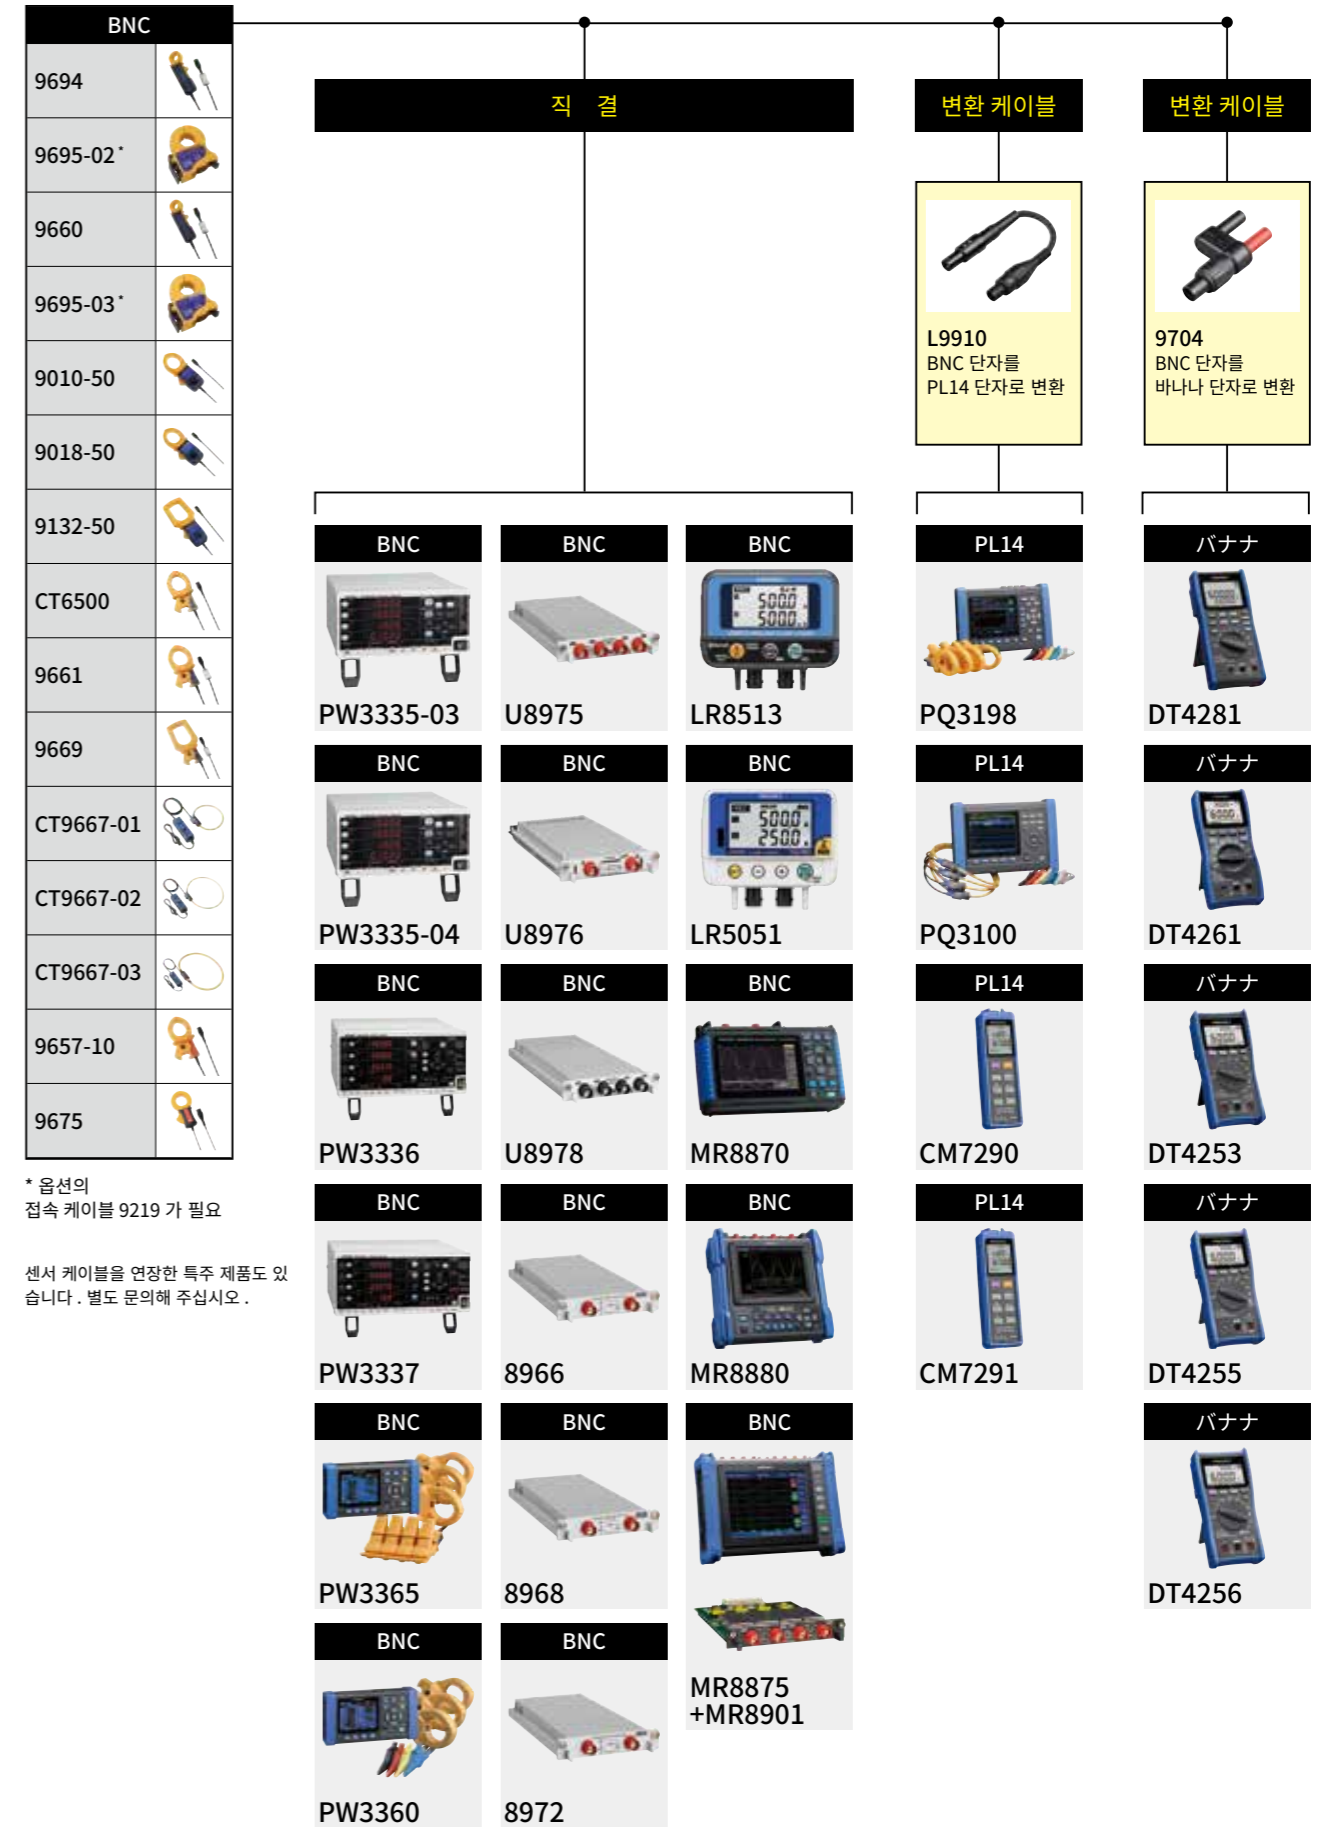 BNC
9694
9695-02*
9660
9695-03*
9010-50
9018-50
9132-50
CT6500
9661
9669
CT9667-01
CT9667-02
CT9667-03
9657-10
9675
* 옵션의
접속 케이블 9219 가 필요
센서 케이블을 연장한 특주 제품도 있
습니다 . 별도 문의해 주십시오 .
직 결
변환 케이블
변환 케이블
L9910
BNC 단자를
PL14 단자로 변환
9704
BNC 단자를
바나나 단자로 변환
BNC
BNC
BNC
PL14
バナナ
PW3335-03
U8975
LR8513
PQ3198
DT4281
BNC
BNC
BNC
PL14
バナナ
PW3335-04
U8976
LR5051
PQ3100
DT4261
BNC
BNC
BNC
PL14
バナナ
PW3336
U8978
MR8870
CM7290
DT4253
BNC
BNC
BNC
PL14
バナナ
PW3337
8966
MR8880
CM7291
DT4255
BNC
BNC
BNC
バナナ
PW3365
8968
DT4256
MR8875
+MR8901
BNC
BNC
PW3360
8972